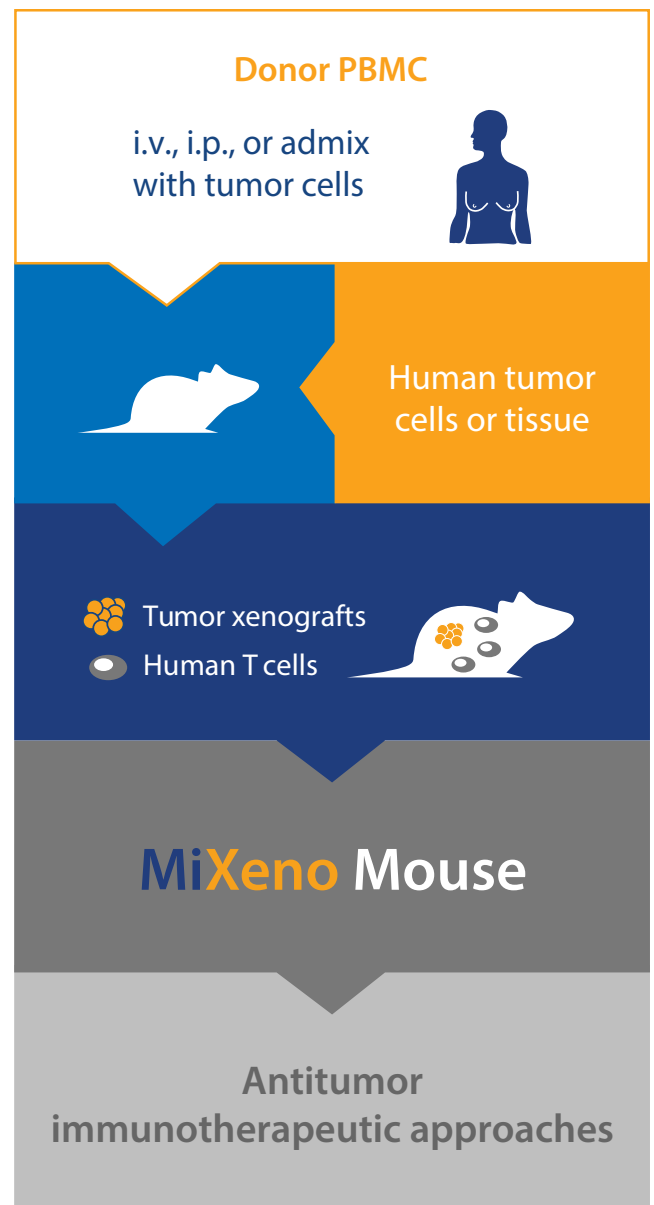 Donor PBMC
i.v., i.p., or admix
with tumor cells
Human tumor
cells or tissue
Tumor xenografts
Human T cells
MiXeno Mouse
Antitumor
immunotherapeutic approaches